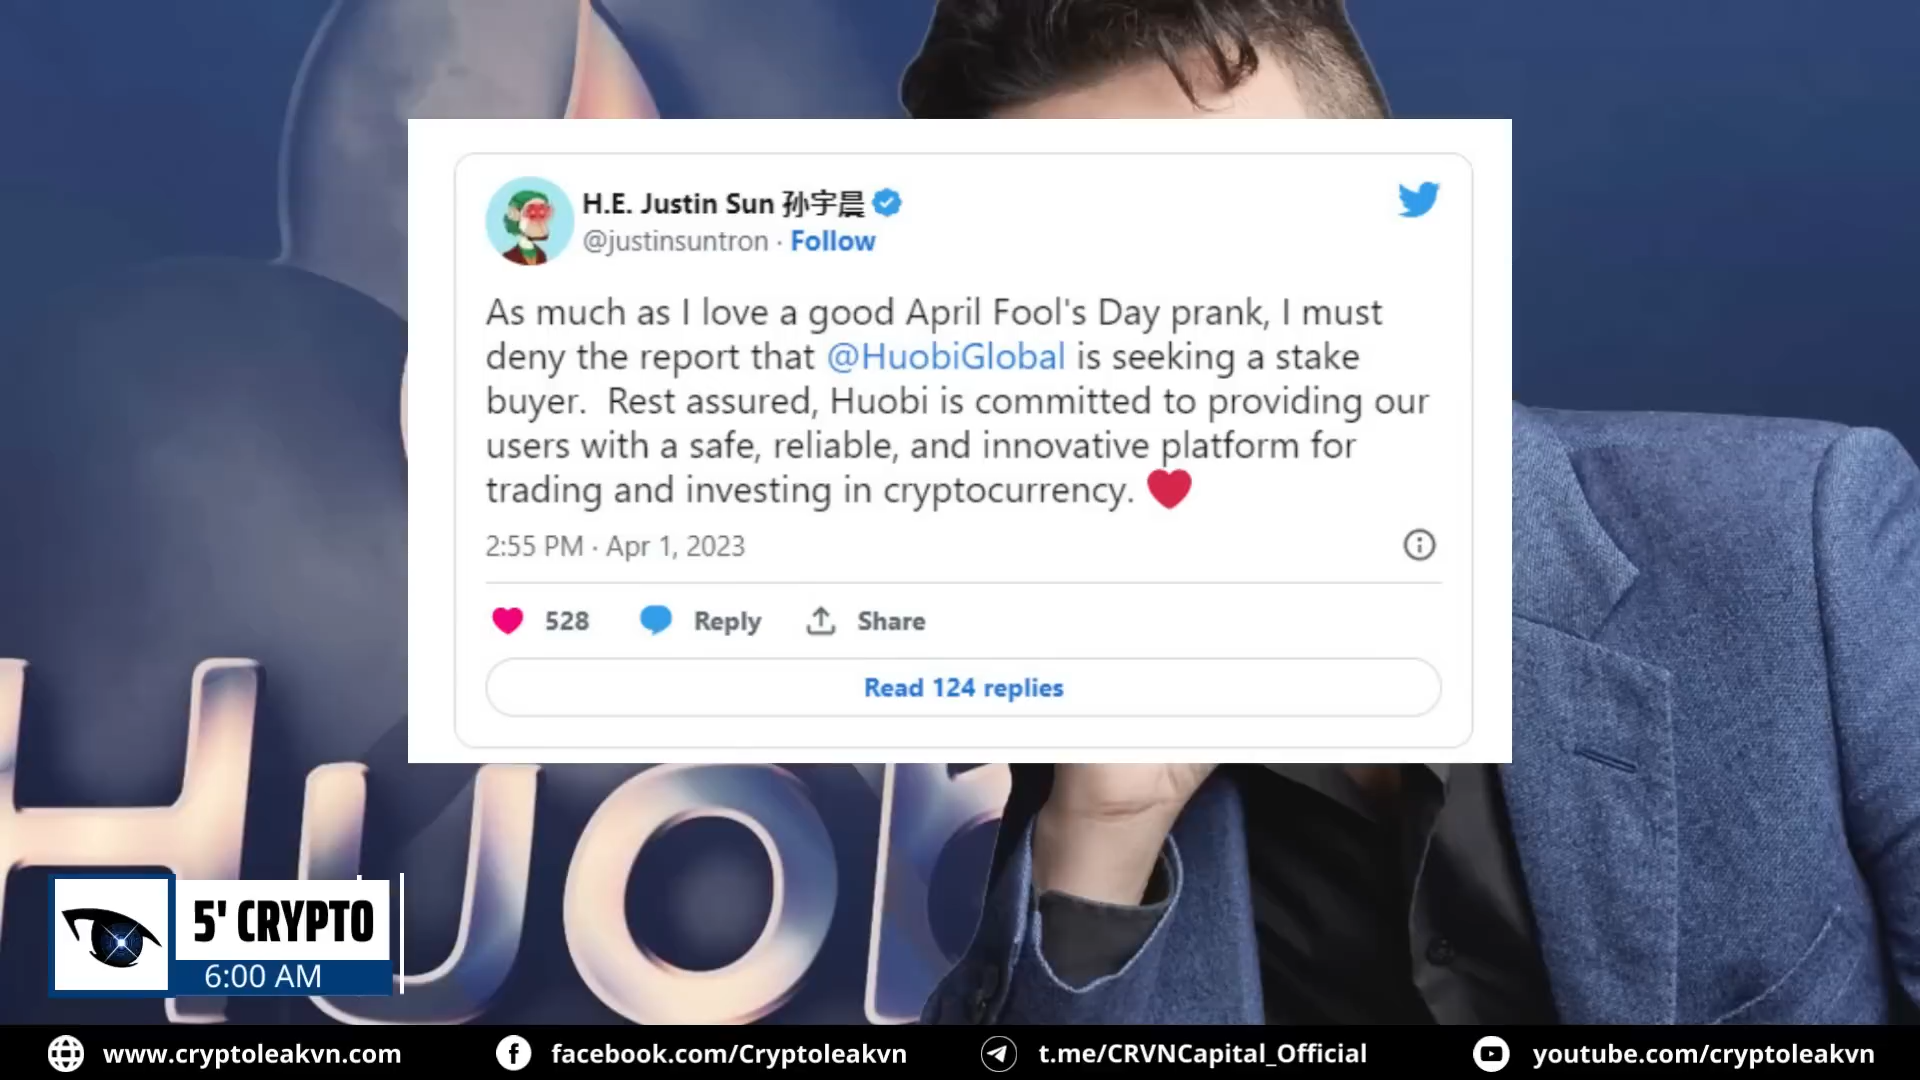 H.E. Justin Sun 孙宇晨
@justinsuntron · Follow
As much as I love a good April Fool's Day prank, I must
deny the report that @HuobiGlobal is seeking a stake
buyer.  Rest assured, Huobi is committed to providing our
users with a safe, reliable, and innovative platform for
trading and investing in cryptocurrency. ❤️
2:55 PM · Apr 1, 2023
528 Reply Share
Read 124 replies
Huob
5' CRYPTO
6:00 AM
www.cryptoleakvn.com
facebook.com/Cryptoleakvn
t.me/CRVNCapital_Official
youtube.com/cryptoleakvn